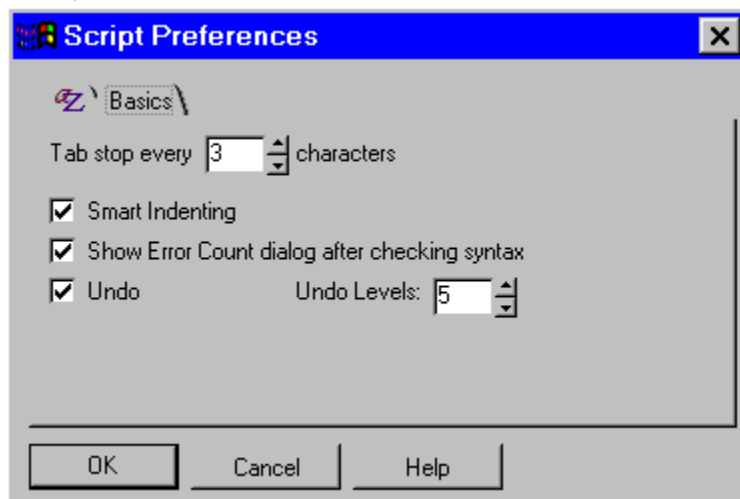 Script Preferences
aZ Basics
Tab stop every 3 characters
Smart Indenting
Show Error Count dialog after checking syntax
Undo Undo Levels: 5
OK Cancel Help